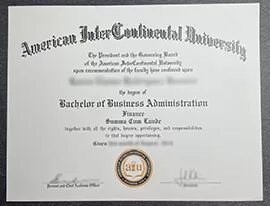 American InterContinental University
The President and the Governing Board
of the American InterContinental University
upon recommendation of the faculty have conferred upon
the degree of
Bachelor of Business Administration
Finance
Summa Cum Laude
together with all the rights, honors, privileges, and responsibilities
to that degree appertaining.
Given
aiu